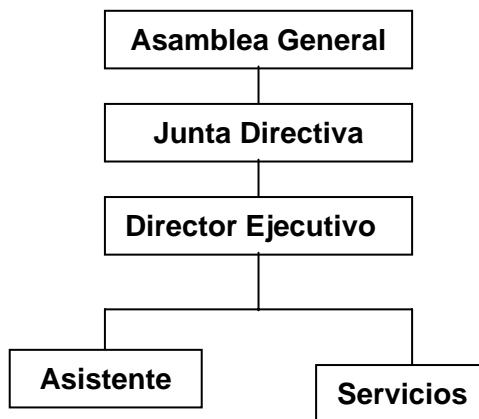 Asamblea General
Junta Directiva
Director Ejecutivo
Asistente
Servicios